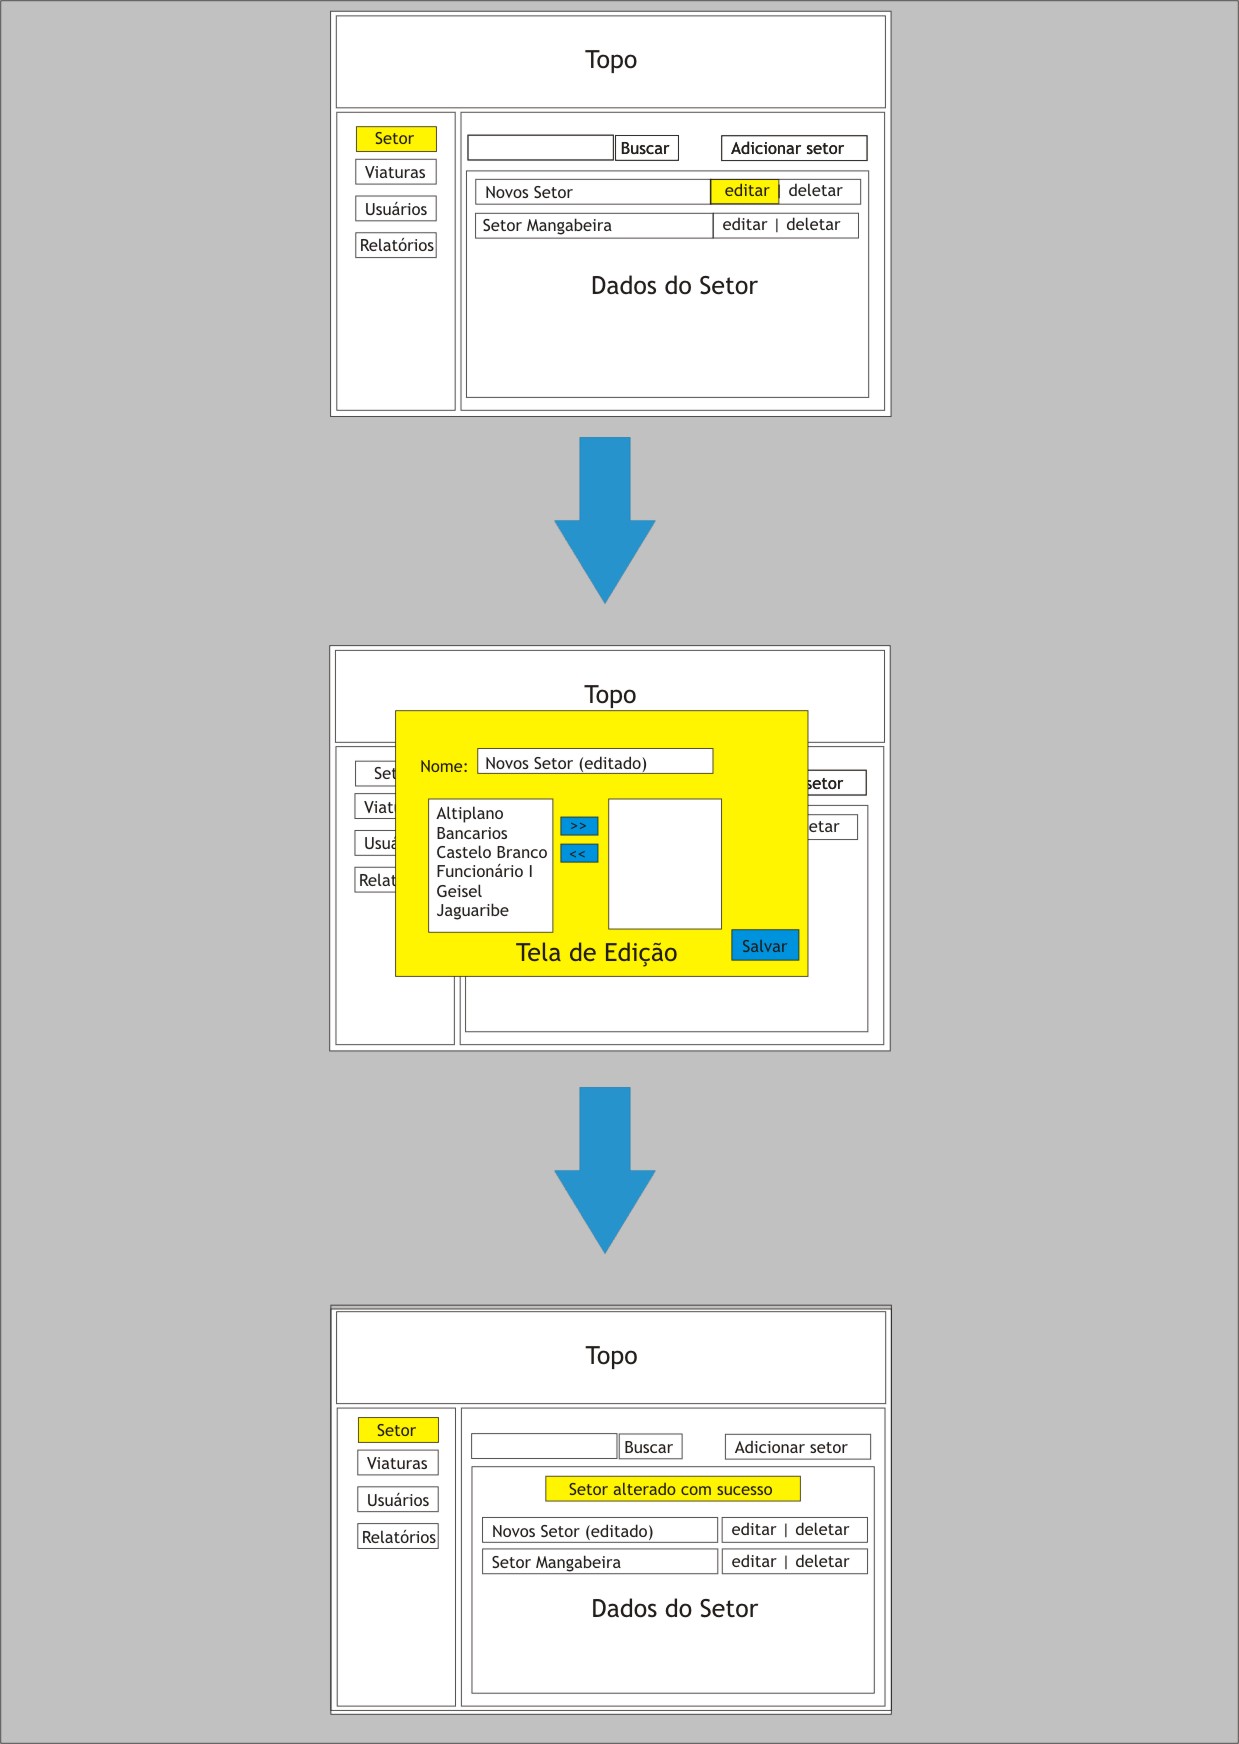 Topo
Setor
Viaturas
Usuários
Relatórios
Buscar
Adicionar setor
Novos Setor
editar | deletar
Setor Mangabeira
editar | deletar
Dados do Setor
Topo
Set
Viat
Usuá
Relat
setor
etar
Nome:
Novos Setor (editado)
Altiplano
Bancarios
Castelo Branco
Funcionário I
Geisel
Jaguaribe
>>
<<
Tela de Edição
Salvar
Topo
Setor
Viaturas
Usuários
Relatórios
Buscar
Adicionar setor
Setor alterado com sucesso
Novos Setor (editado)
editar | deletar
Setor Mangabeira
editar | deletar
Dados do Setor